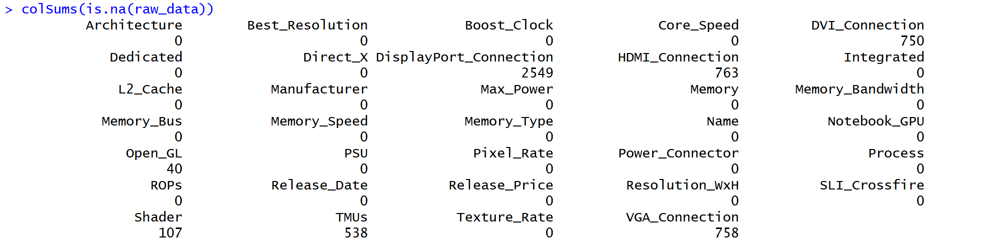 > colSums(is.na(raw_data))
Architecture Best_Resolution Boost_Clock Core_Speed DVI_Connection
0 0 0 0 750
Dedicated Direct_X DisplayPort_Connection HDMI_Connection Integrated
0 0 2549 763 0
L2_Cache Manufacturer Max_Power Memory Memory_Bandwidth
0 0 0 0 0
Memory_Bus Memory_Speed Memory_Type Name Notebook_GPU
0 0 0 0 0
Open_GL PSU Pixel_Rate Power_Connector Process
40 0 0 0 0
ROPs Release_Date Release_Price Resolution_WxH SLI_Crossfire
0 0 0 0 0
Shader TMUs Texture_Rate VGA_Connection
107 538 0 758